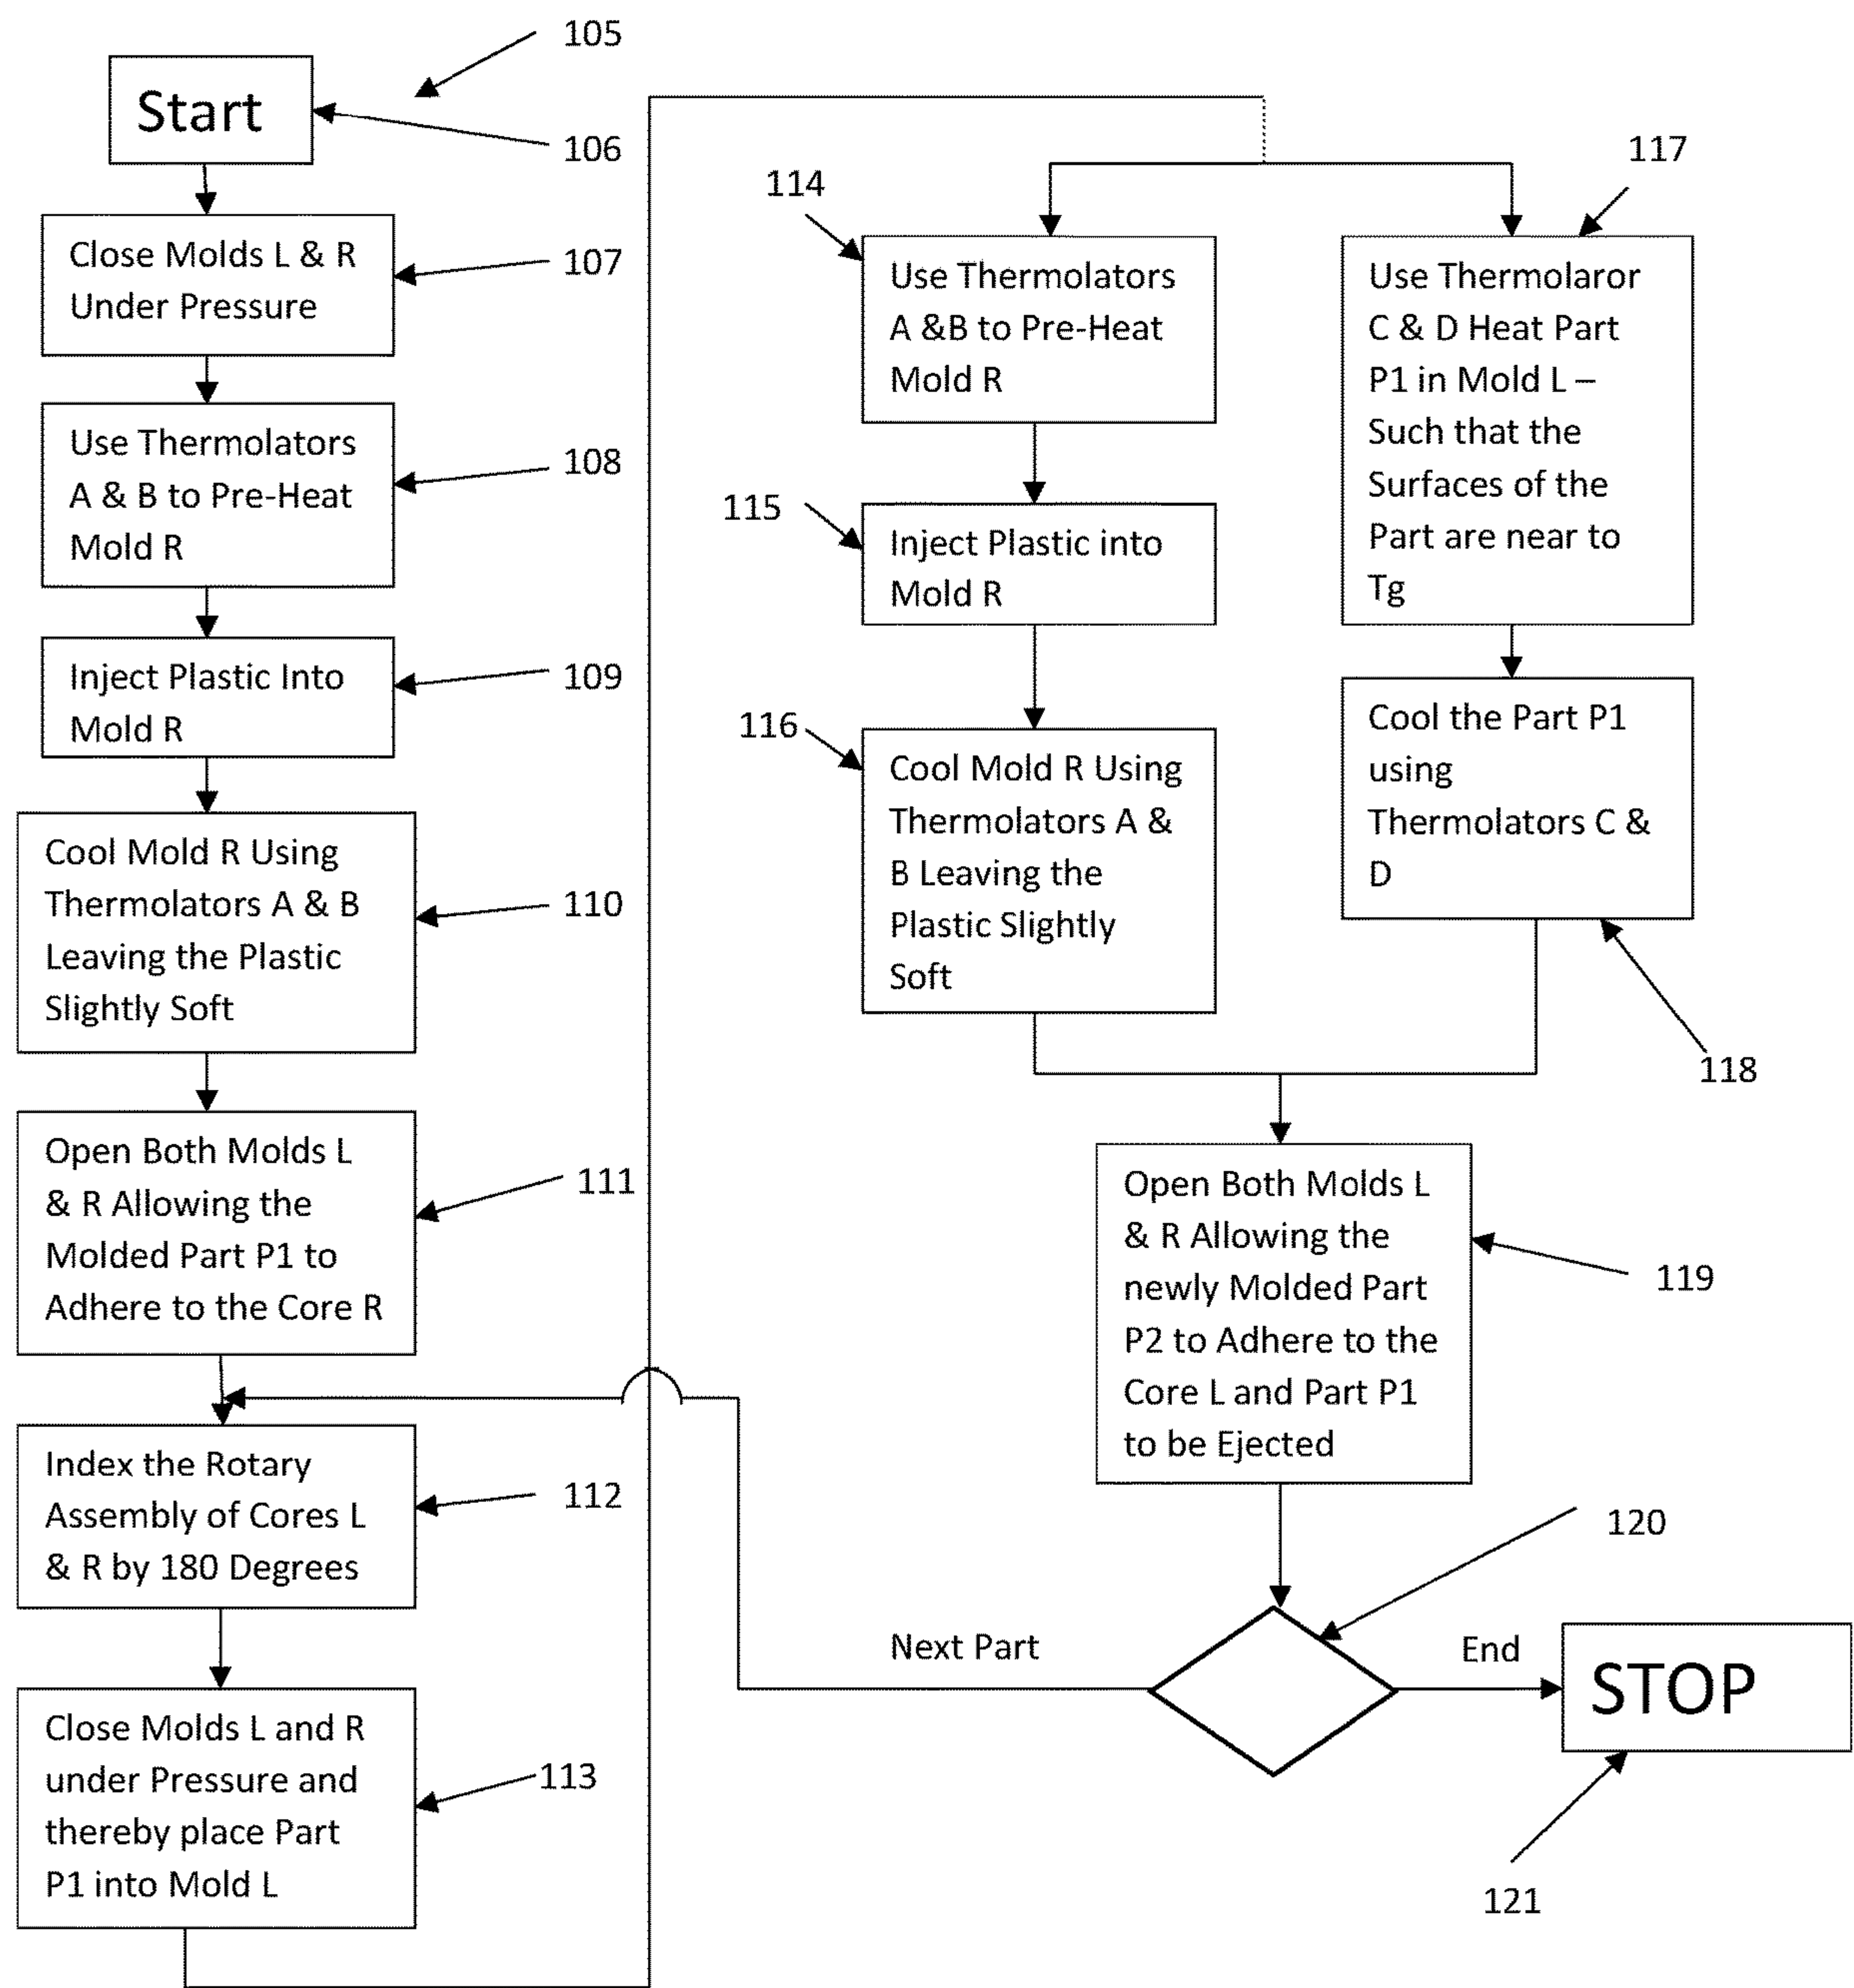 105
Start
106
Close Molds L & R
Under Pressure
107
Use Thermolators
A & B to Pre-Heat
Mold R
108
Inject Plastic Into
Mold R
109
Cool Mold R Using
Thermolators A & B
Leaving the Plastic
Slightly Soft
110
Open Both Molds L
& R Allowing the
Molded Part P1 to
Adhere to the Core R
111
Index the Rotary
Assembly of Cores L
& R by 180 Degrees
112
Close Molds L and R
under Pressure and
thereby place Part
P1 into Mold L
113
114
Use Thermolators
A &B to Pre-Heat
Mold R
115
Inject Plastic into
Mold R
116
Cool Mold R Using
Thermolators A &
B Leaving the
Plastic Slightly
Soft
117
Use Thermolaror
C & D Heat Part
P1 in Mold L –
Such that the
Surfaces of the
Part are near to
Tg
Cool the Part P1
using
Thermolators C &
D
118
Open Both Molds L
& R Allowing the
newly Molded Part
P2 to Adhere to the
Core L and Part P1
to be Ejected
119
120
Next Part
End
STOP
121